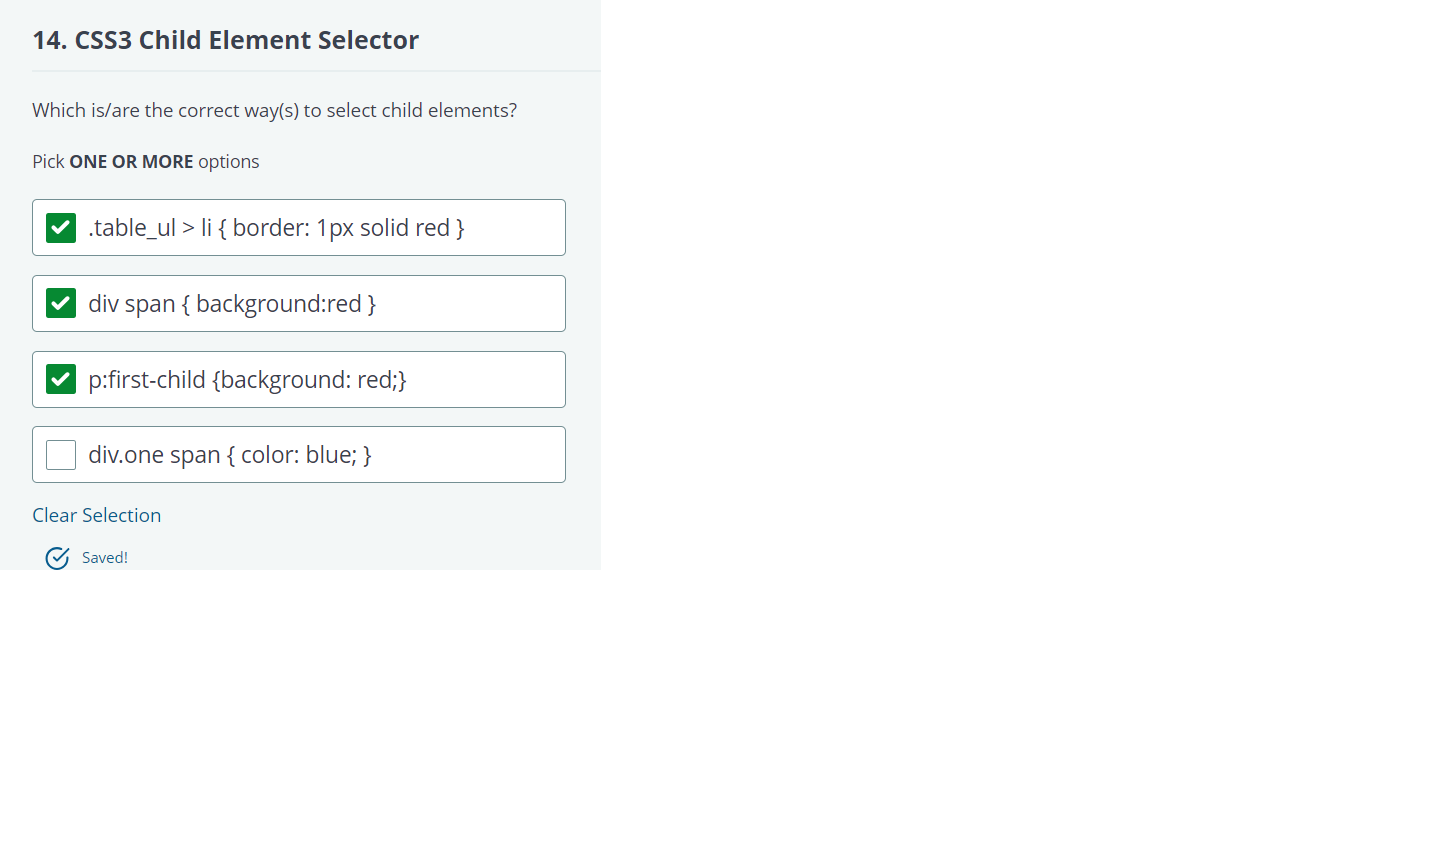 14. CSS3 Child Element Selector
Which is/are the correct way(s) to select child elements?
Pick ONE OR MORE options
.table_ul > li { border: 1px solid red }
div span { background:red }
p:first-child {background: red;}
div.one span { color: blue; }
Clear Selection
Saved!